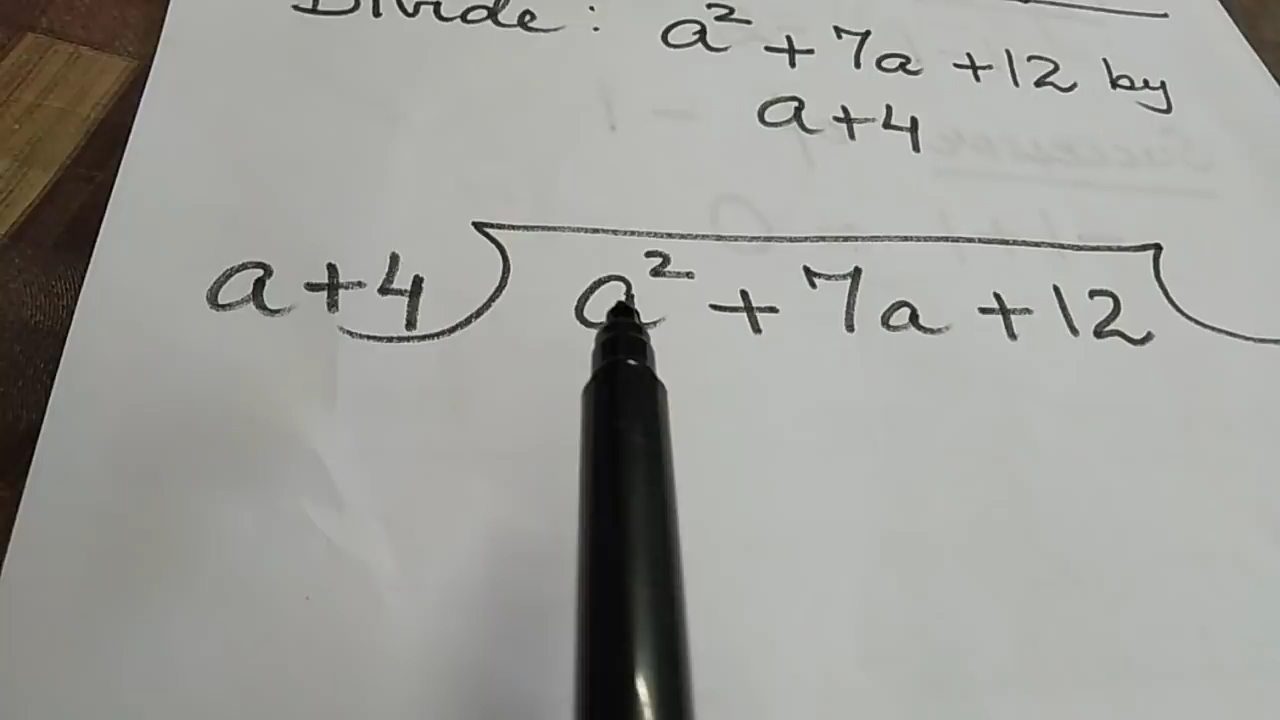 Divide : a² + 7a + 12 by
a+4
a+4) a² + 7a + 12 (